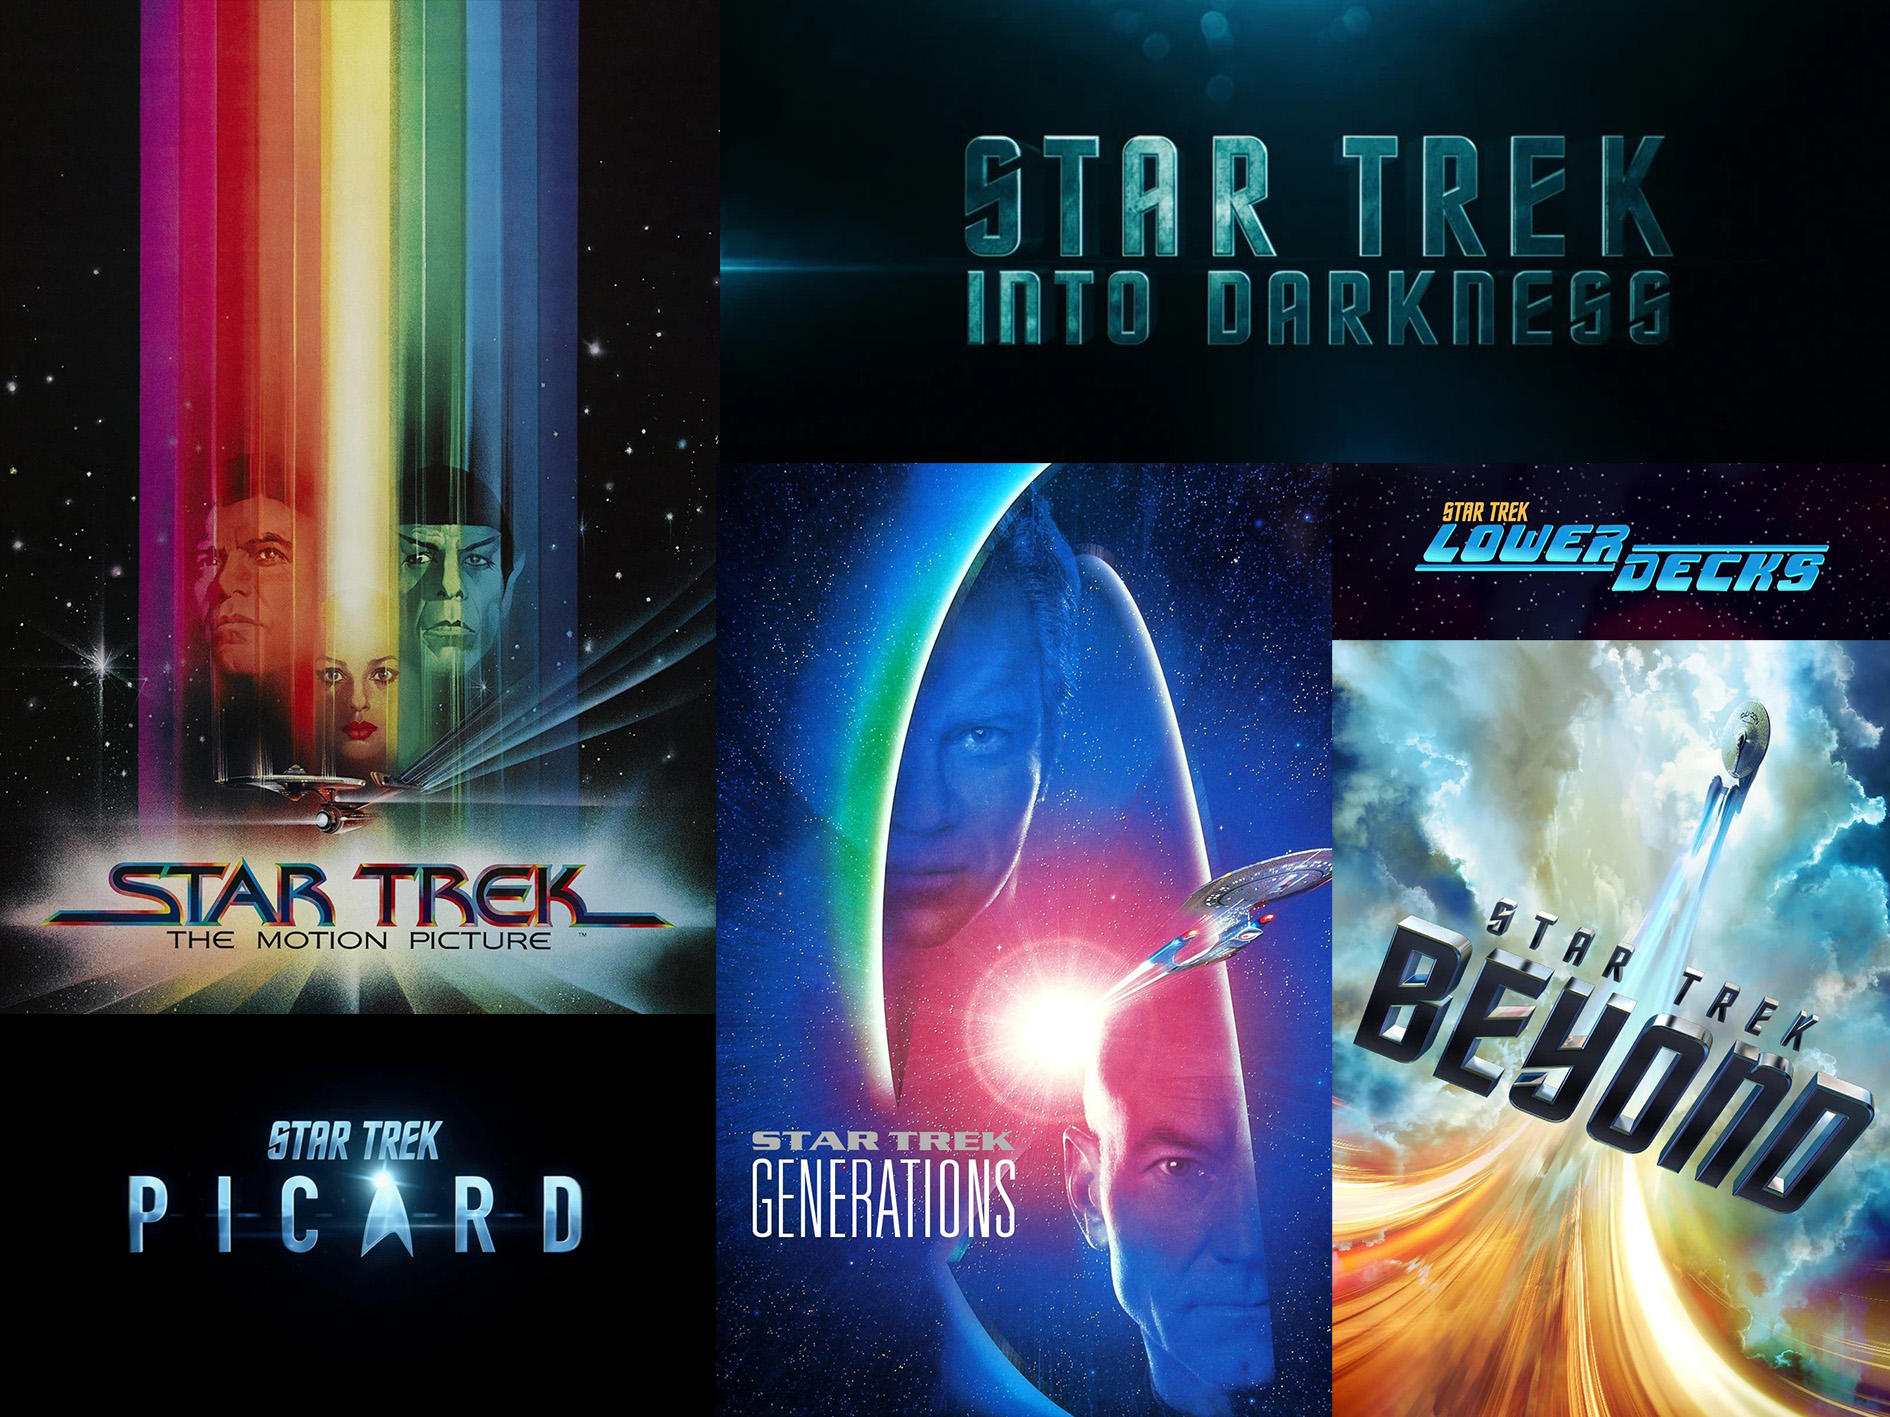 STAR TREK
THE MOTION PICTURE ™
STAR TREK
INTO DARKNESS
STAR TREK
LOWER DECKS
STAR TREK
BEYOND
STAR TREK
GENERATIONS
STAR TREK
PICARD